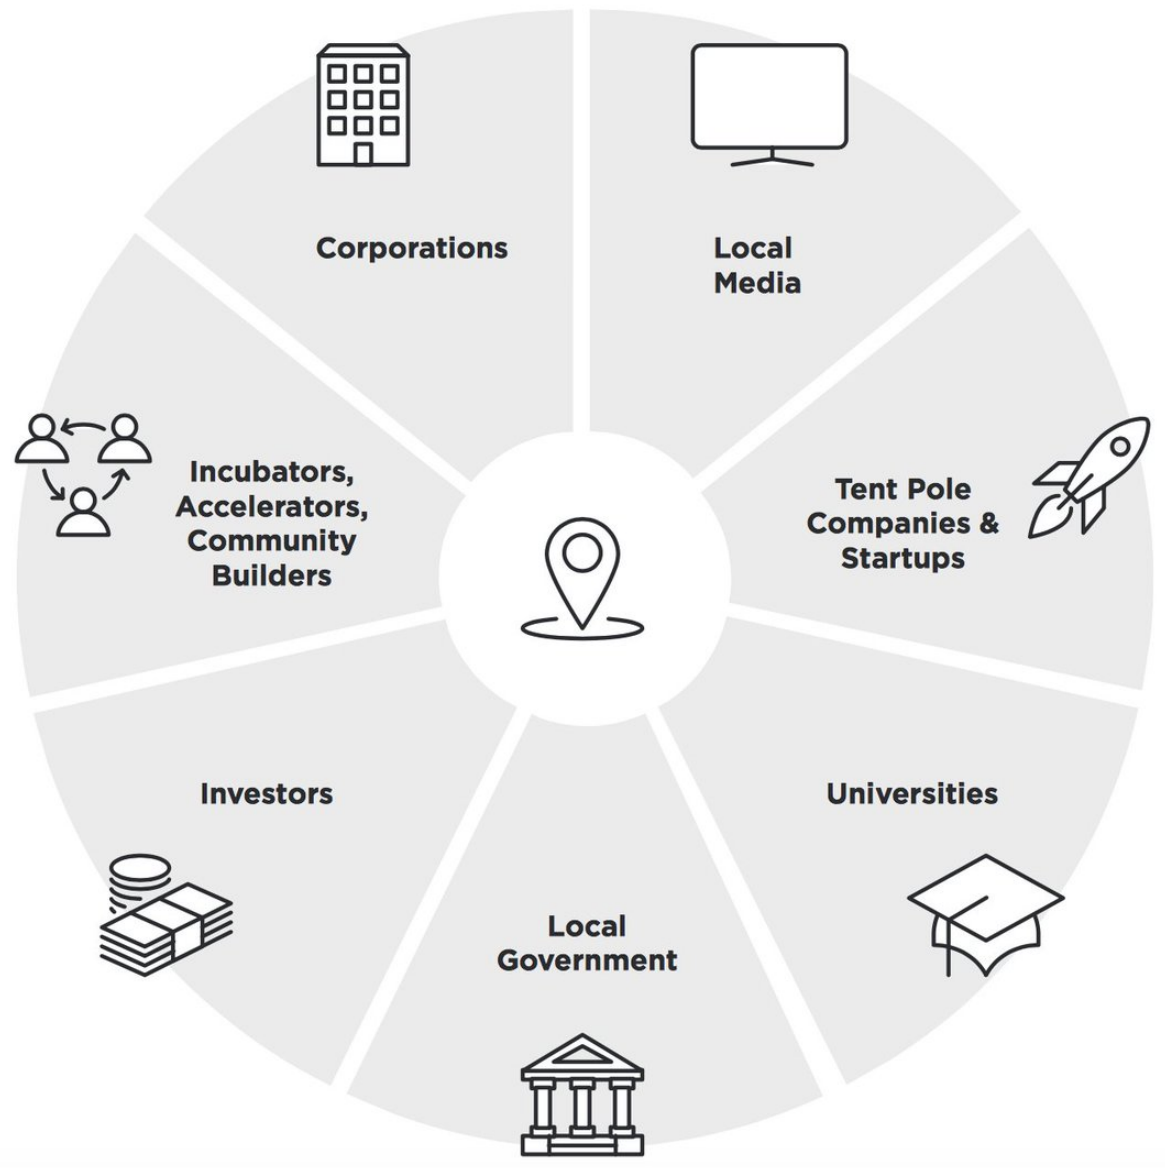 Corporations
Local
Media
Incubators,
Accelerators,
Community
Builders
Tent Pole
Companies &
Startups
Investors
Universities
Local
Government